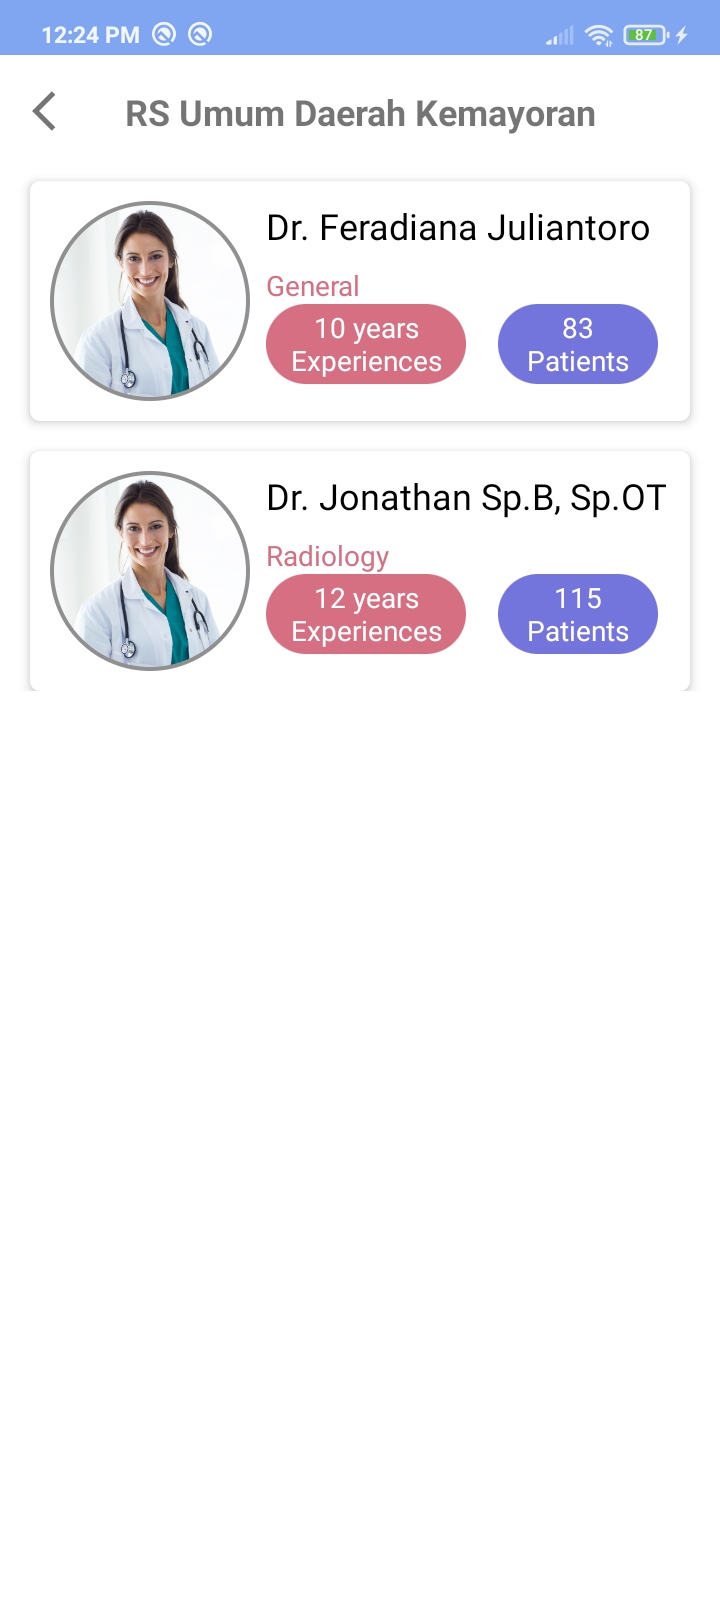 12:24 PM
87
RS Umum Daerah Kemayoran
Dr. Feradiana Juliantoro
General
10 years
Experiences
83
Patients
Dr. Jonathan Sp.B, Sp.OT
Radiology
12 years
Experiences
115
Patients